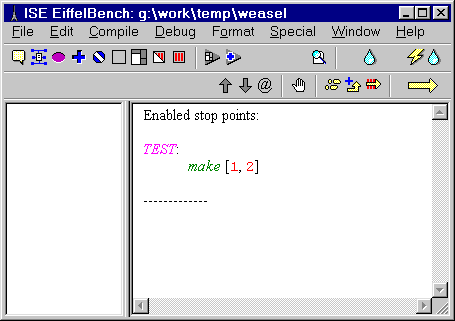 ISE EiffelBench: g:\work\temp\weasel
File Edit Compile Debug Format Special Window Help
@
Enabled stop points:
TEST:
make [1, 2]
-------------